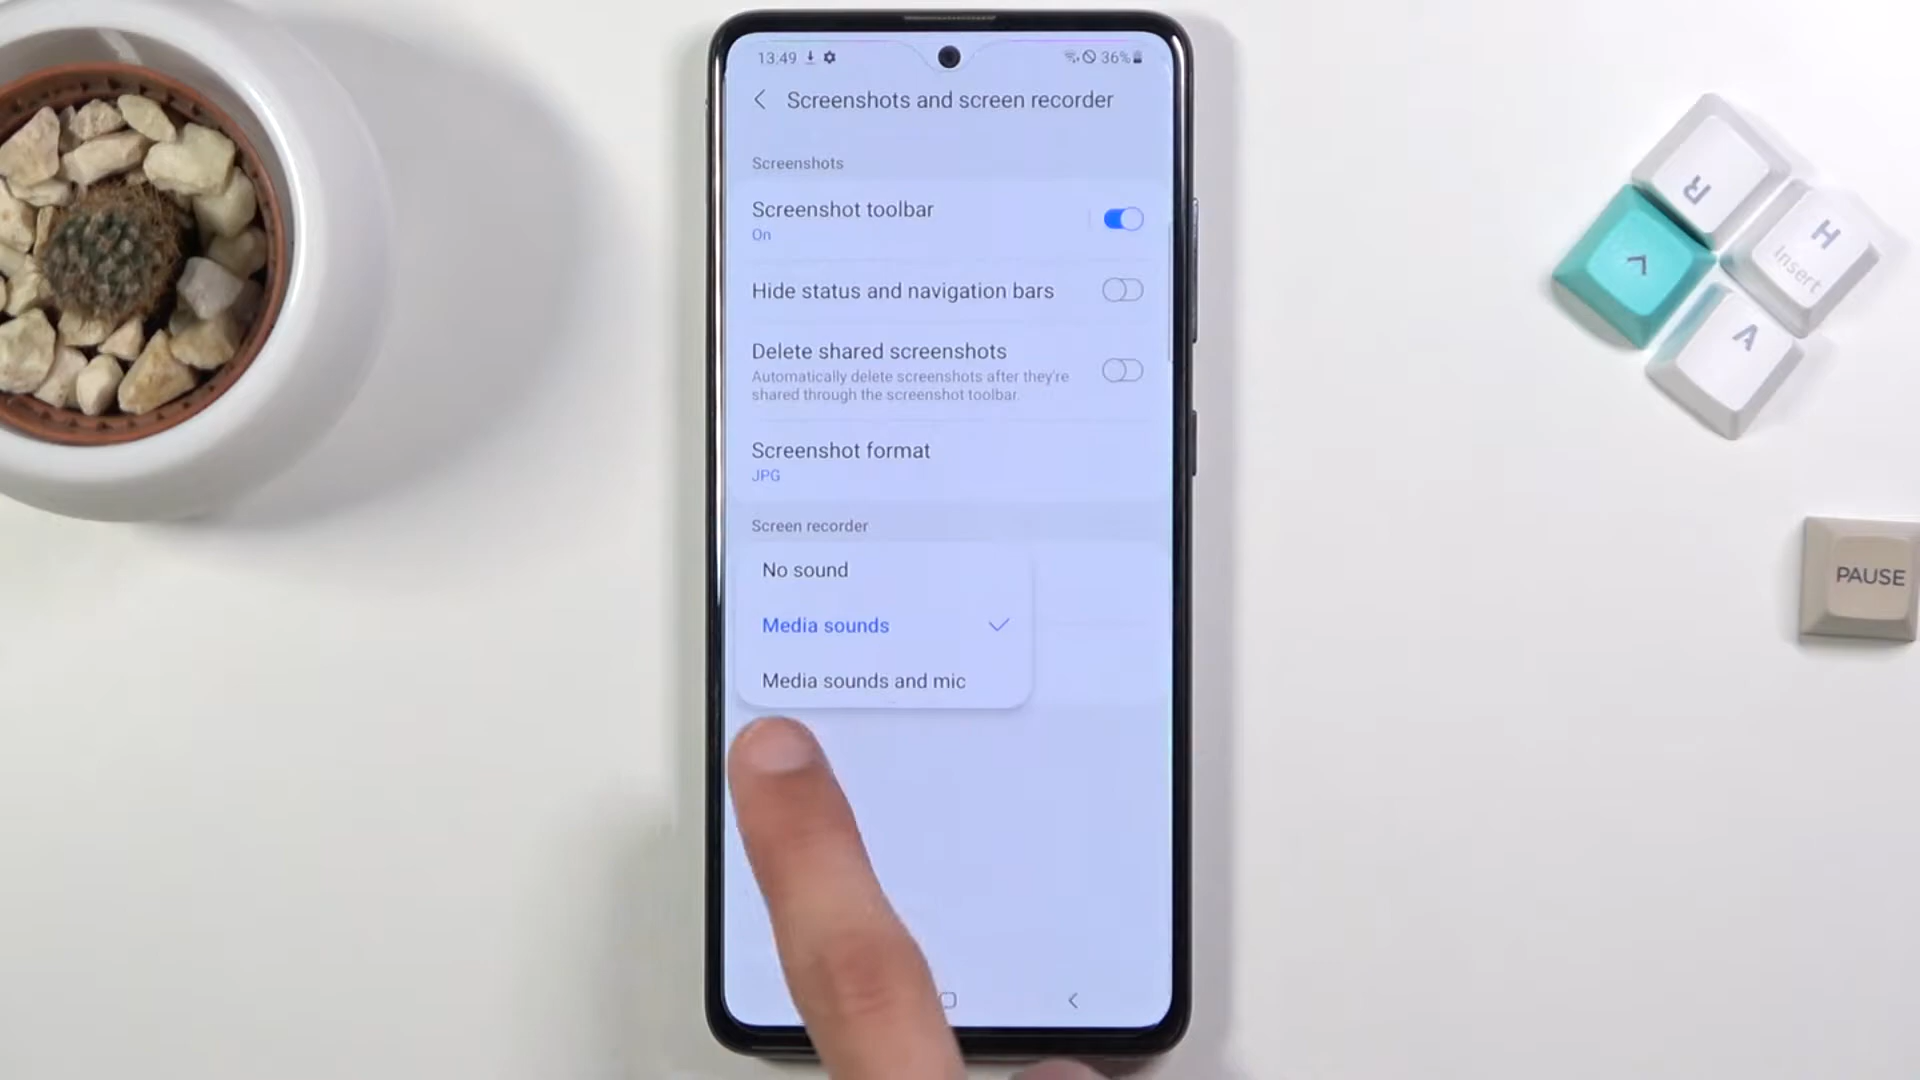 13:49
36%
Screenshots and screen recorder
Screenshots
Screenshot toolbar
On
Hide status and navigation bars
Delete shared screenshots
Automatically delete screenshots after they're
shared through the screenshot toolbar.
Screenshot format
JPG
Screen recorder
No sound
Media sounds
Media sounds and mic
R
H
Insert
A
PAUSE